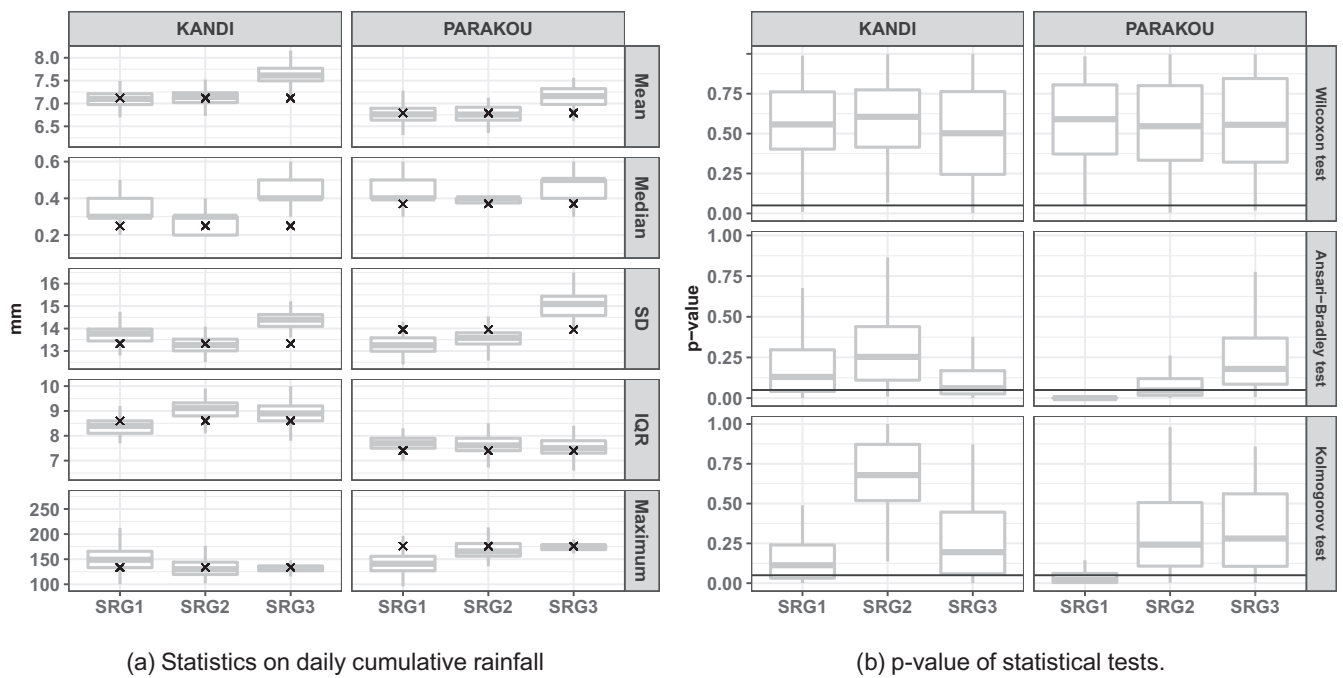 KANDI PARAKOU
8.0
7.5
7.0
6.5
Mean
0.6
0.4
0.2
Median
16
15
14
13
SD
mm
10
9
8
7
IQR
250
200
150
100
Maximum
SRG1 SRG2 SRG3 SRG1 SRG2 SRG3
(a) Statistics on daily cumulative rainfall
KANDI PARAKOU
0.75
0.50
0.25
0.00
Wilcoxon test
1.00
0.75
0.50
0.25
0.00
Ansari−Bradley test
p−value
1.00
0.75
0.50
0.25
0.00
Kolmogorov test
SRG1 SRG2 SRG3 SRG1 SRG2 SRG3
(b) p-value of statistical tests.